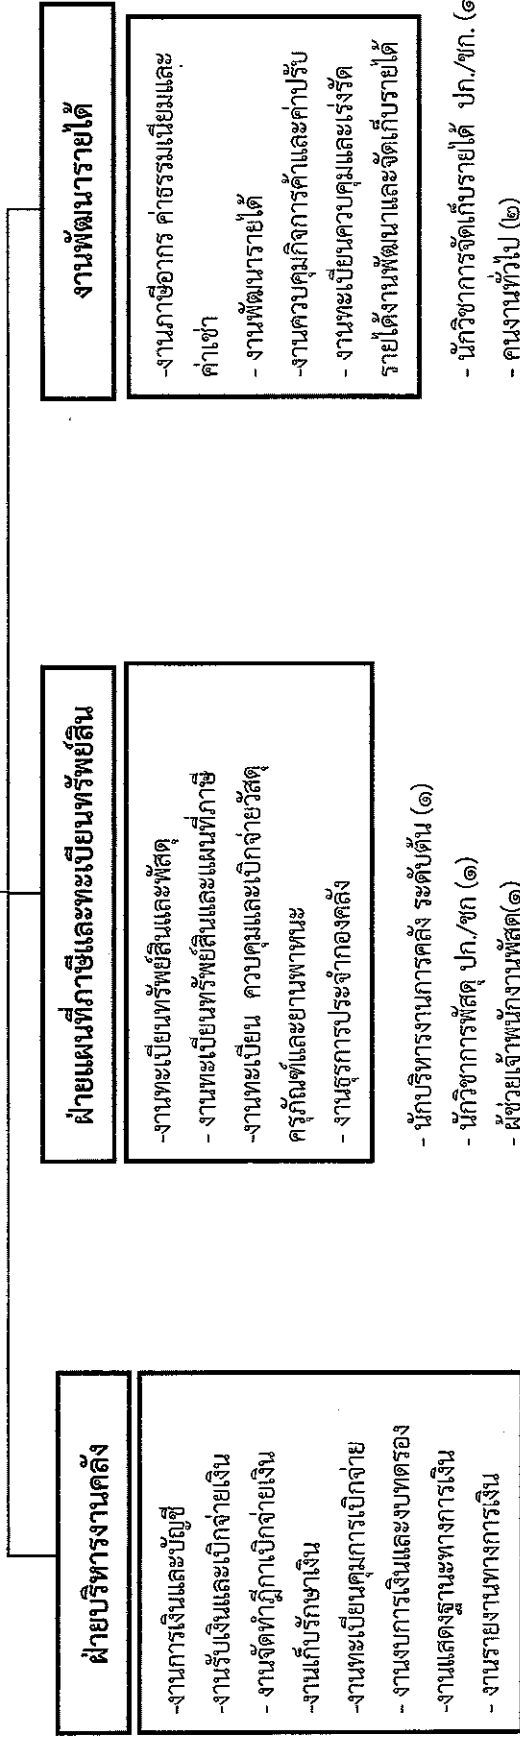 ฝ่ายบริหารงานคลัง
-งานการเงินและบัญชี
-งานรับเงินและเบิกจ่ายเงิน
- งานจัดทำฎีกาเบิกจ่ายเงิน
-งานเก็บรักษาเงิน
-งานทะเบียนคุมการเบิกจ่าย
- งานงบการเงินและงบทดรอง
-งานแสดงฐานะทางการเงิน
- งานรายงานทางการเงิน
ฝ่ายแผนที่ภาษีและทะเบียนทรัพย์สิน
-งานทะเบียนทรัพย์สินและพัสดุ
- งานทะเบียนทรัพย์สินและแผนที่ภาษี
-งานทะเบียน ควบคุมและเบิกจ่ายวัสดุ
ครุภัณฑ์และยานพาหนะ
- งานธุรการประจำกองคลัง
- นักบริหารงานการคลัง ระดับต้น (๑)
- นักวิชาการพัสดุ ปก./ชก (๑)
- ผู้ช่วยเจ้าพนักงานพัสดุ(๑)
งานพัฒนารายได้
-งานภาษีอากร ค่าธรรมเนียมและ
ค่าเช่า
- งานพัฒนารายได้
-งานควบคุมกิจการค้าและค่าปรับ
- งานทะเบียนควบคุมและเร่งรัด
รายได้งานพัฒนาและจัดเก็บรายได้
- นักวิชาการจัดเก็บรายได้ ปก./ชก. (๑
- คนงานทั่วไป (๒)